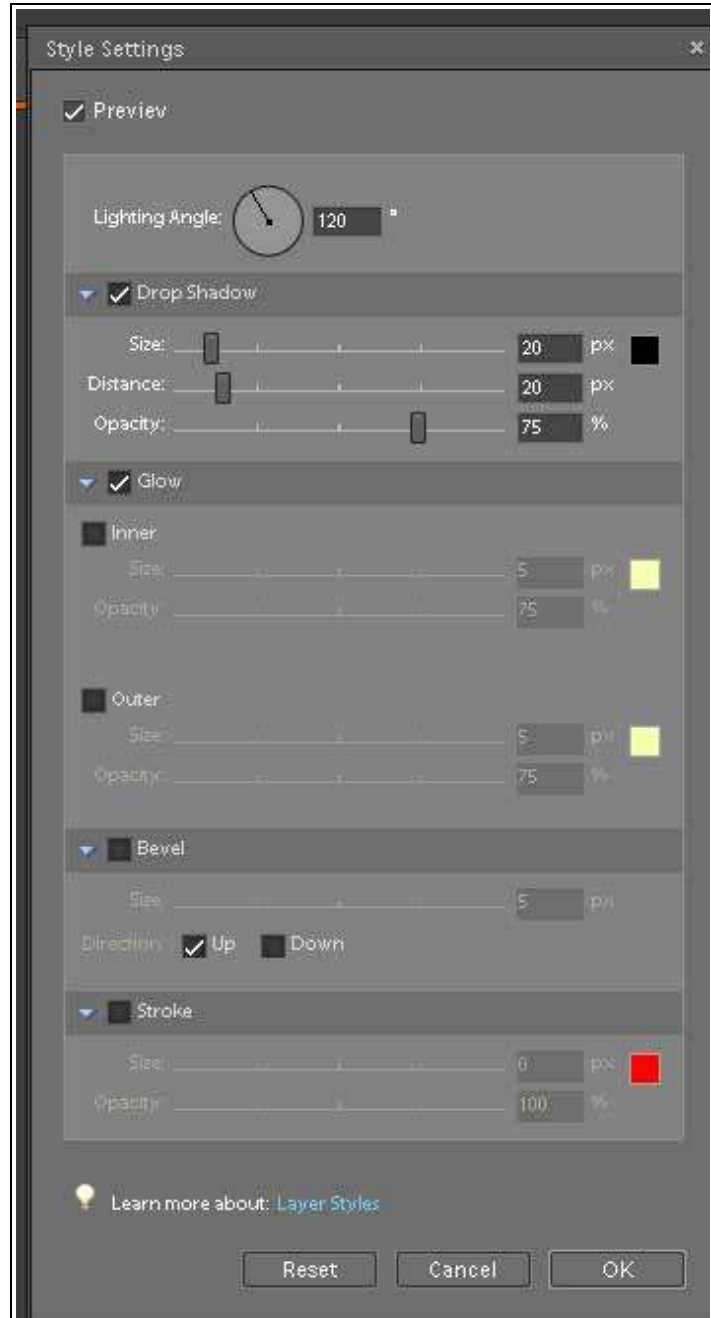 Style Settings
Preview
Lighting Angle: 120 °
Drop Shadow
Size: 20 px
Distance: 20 px
Opacity: 75 %
Glow
Inner
Size: 5 px
Opacity: 75 %
Outer
Size: 5 px
Opacity: 75 %
Bevel
Size: 5 px
Direction: Up Down
Stroke
Size: 0 px
Opacity: 100 %
Learn more about: Layer Styles
Reset Cancel OK